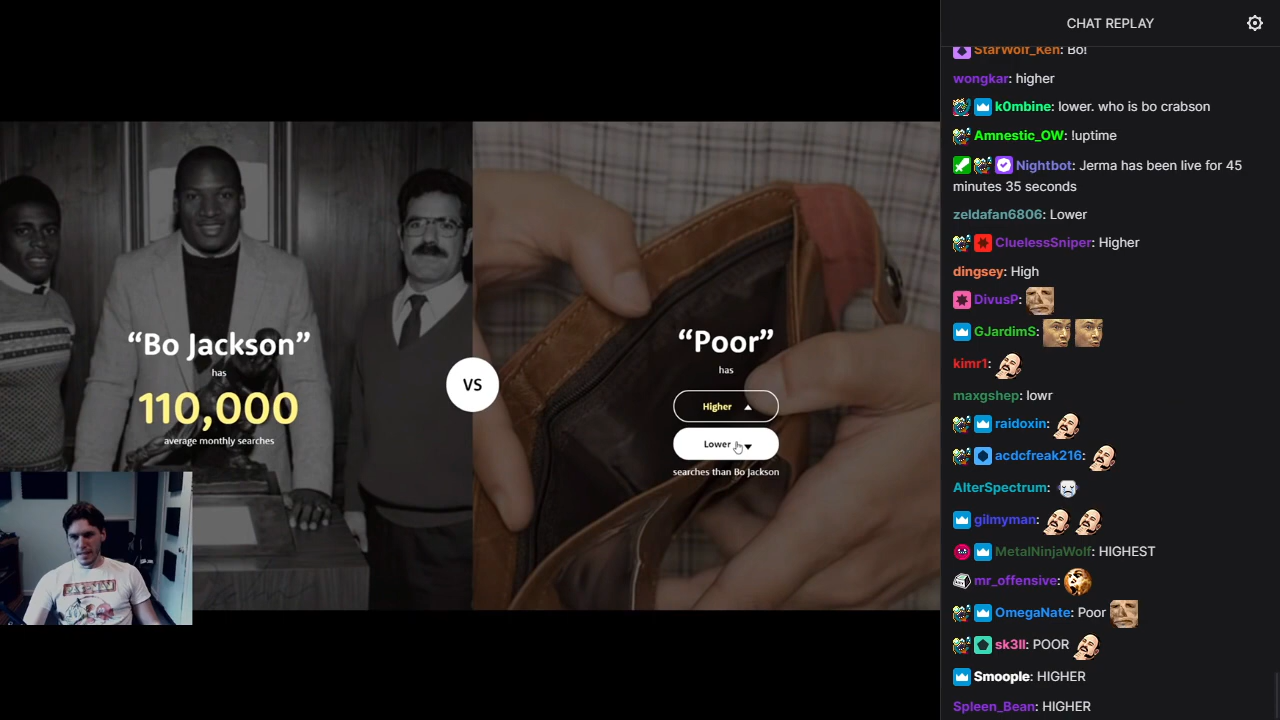 “Bo Jackson”
has
110,000
average monthly searches
VS
“Poor”
has
Higher
Lower
searches than Bo Jackson
CHAT REPLAY
StarWolf_Ken: Bo!
wongkar: higher
k0mbine: lower. who is bo crabson
Amnestic_OW: !uptime
Nightbot: Jerma has been live for 45
minutes 35 seconds
zeldafan6806: Lower
CluelessSniper: Higher
dingsey: High
DivusP:
GJardimS:
kimr1:
maxgshep: lowr
raidoxin:
acdcfreak216:
AlterSpectrum:
gilmyman:
MetalNinjaWolf: HIGHEST
mr_offensive:
OmegaNate: Poor
sk3ll: POOR
Smoople: HIGHER
Spleen_Bean: HIGHER